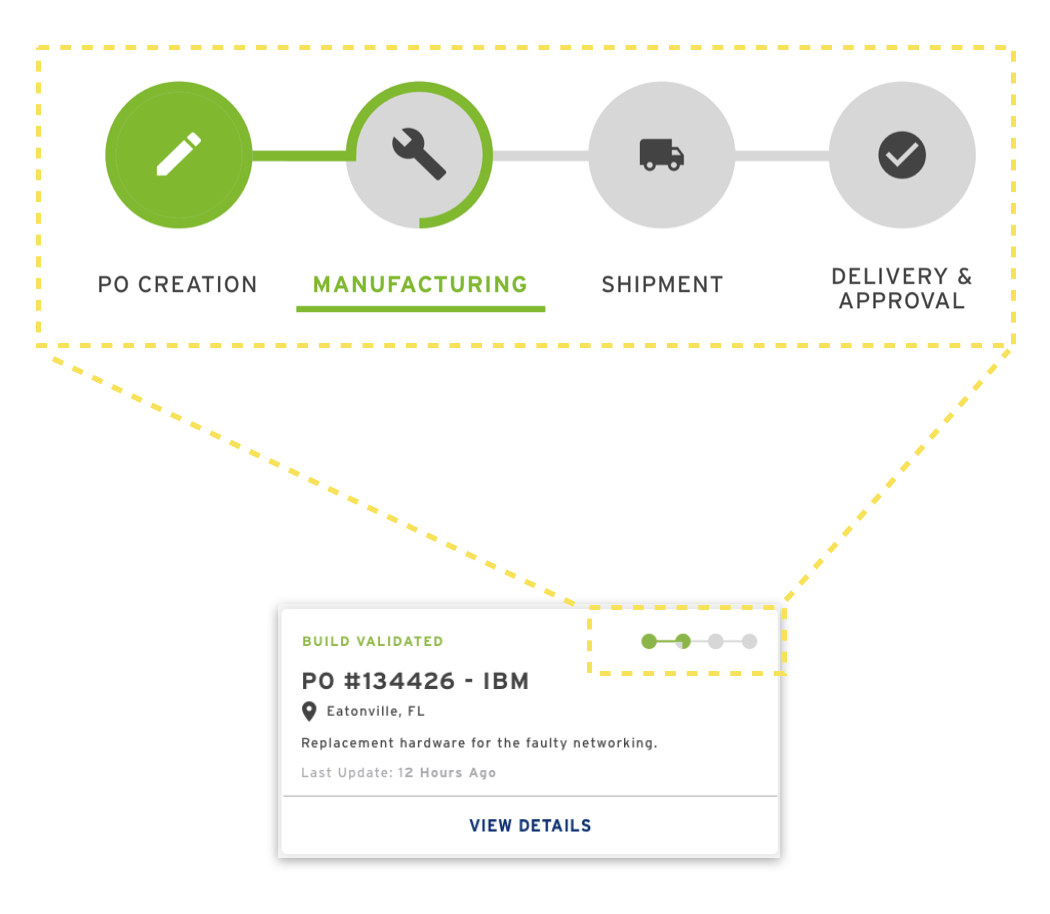 PO CREATION
MANUFACTURING
SHIPMENT
DELIVERY &
APPROVAL
BUILD VALIDATED
PO #134426 - IBM
Eatonville, FL
Replacement hardware for the faulty networking.
Last Update: 12 Hours Ago
VIEW DETAILS